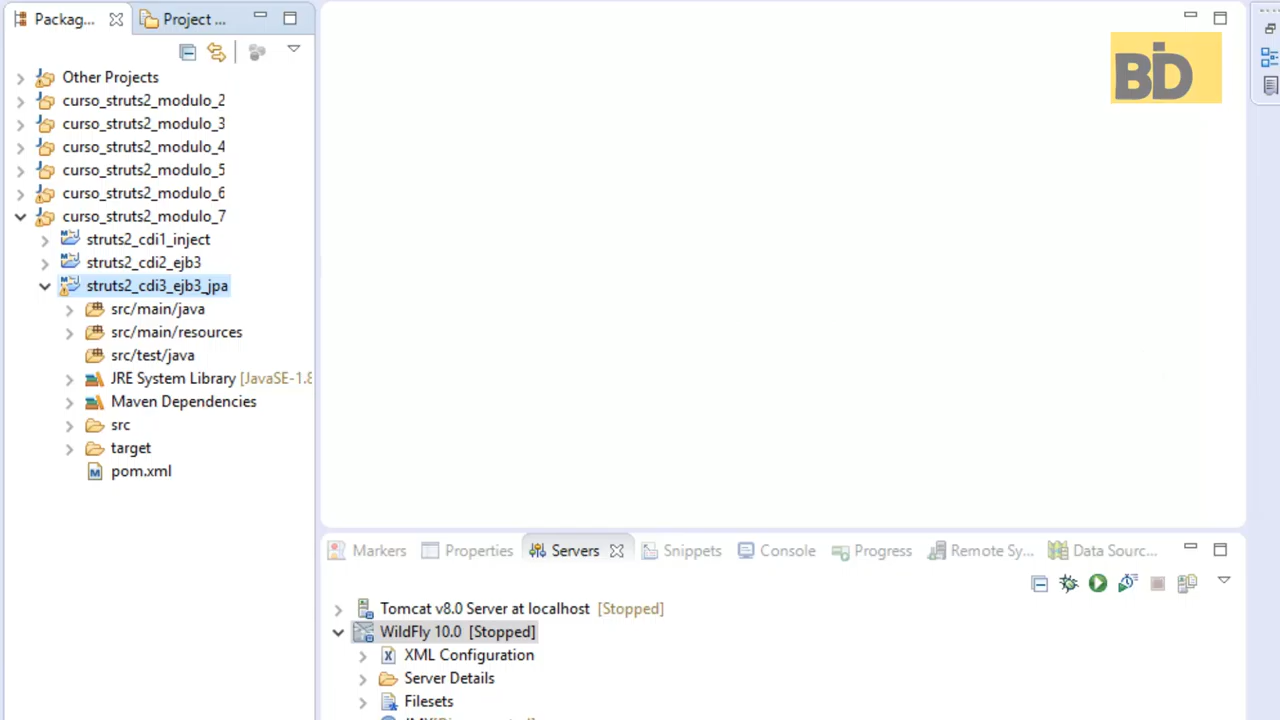 Packag...
Project ...
BID
Other Projects
curso_struts2_modulo_2
curso_struts2_modulo_3
curso_struts2_modulo_4
curso_struts2_modulo_5
curso_struts2_modulo_6
curso_struts2_modulo_7
struts2_cdi1_inject
struts2_cdi2_ejb3
struts2_cdi3_ejb3_jpa
src/main/java
src/main/resources
src/test/java
JRE System Library [JavaSE-1.8
Maven Dependencies
src
target
pom.xml
Markers
Properties
Servers
Snippets
Console
Progress
Remote Sy...
Data Sourc...
Tomcat v8.0 Server at localhost [Stopped]
WildFly 10.0 [Stopped]
XML Configuration
Server Details
Filesets